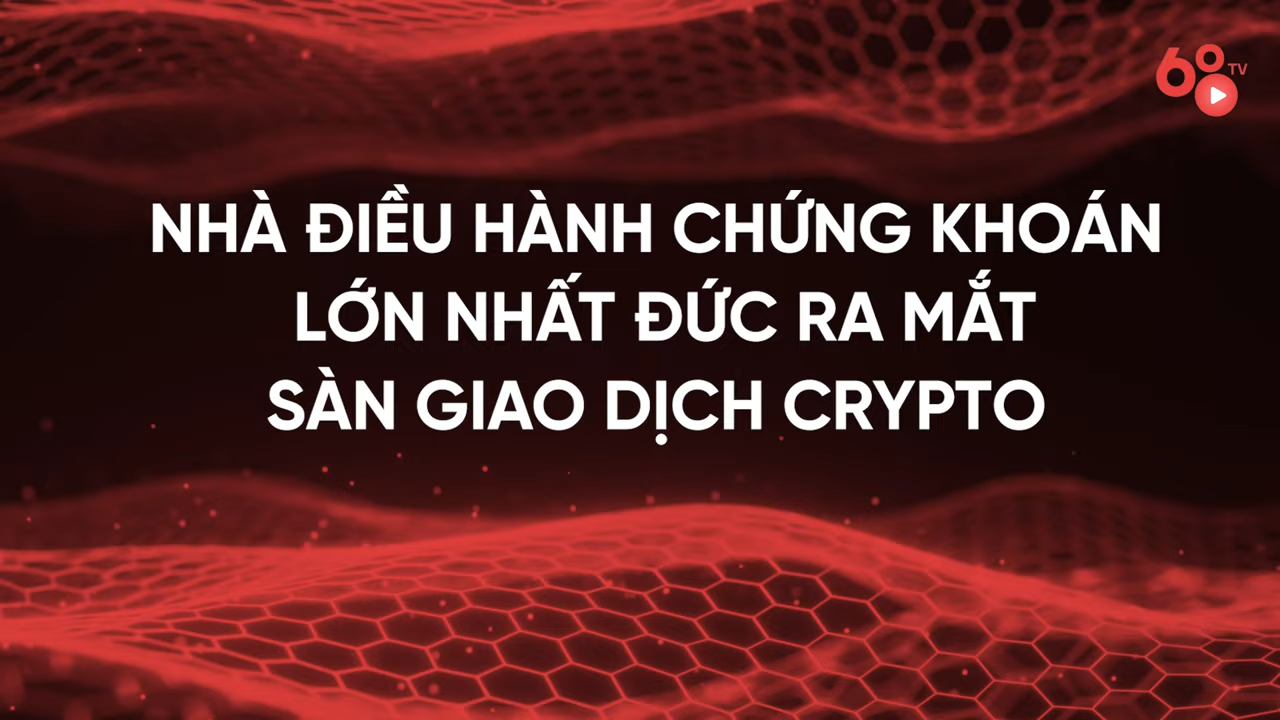 68 TV
NHÀ ĐIỀU HÀNH CHỨNG KHOÁN
LỚN NHẤT ĐỨC RA MẮT
SÀN GIAO DỊCH CRYPTO